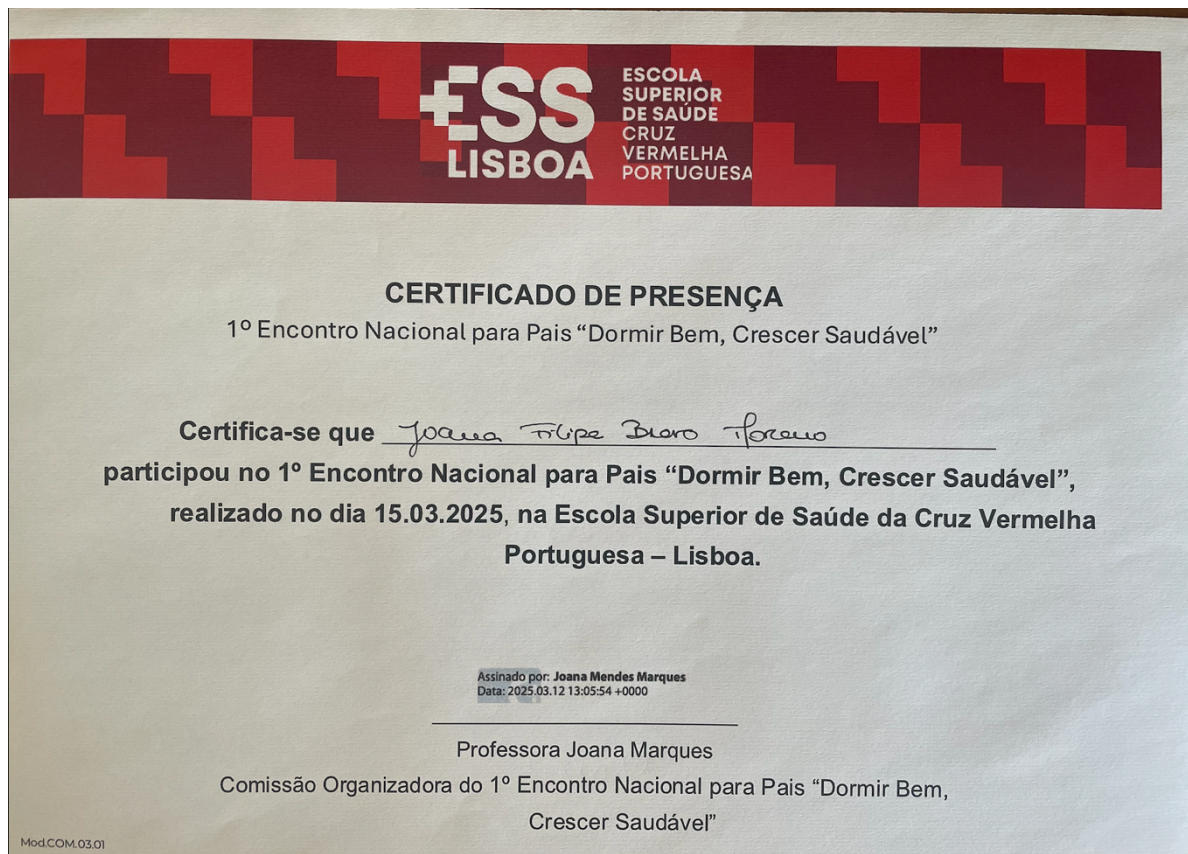 ESS
LISBOA
ESCOLA
SUPERIOR
DE SAÚDE
CRUZ
VERMELHA
PORTUGUESA
CERTIFICADO DE PRESENÇA
1º Encontro Nacional para Pais “Dormir Bem, Crescer Saudável”
Certifica-se que Joana Filipe Bravo Moreno
participou no 1º Encontro Nacional para Pais “Dormir Bem, Crescer Saudável”,
realizado no dia 15.03.2025, na Escola Superior de Saúde da Cruz Vermelha
Portuguesa – Lisboa.
Assinado por: Joana Mendes Marques
Data: 2025.03.12 13:05:54 +0000
Professora Joana Marques
Comissão Organizadora do 1º Encontro Nacional para Pais “Dormir Bem,
Crescer Saudável”
Mod.COM.03.01